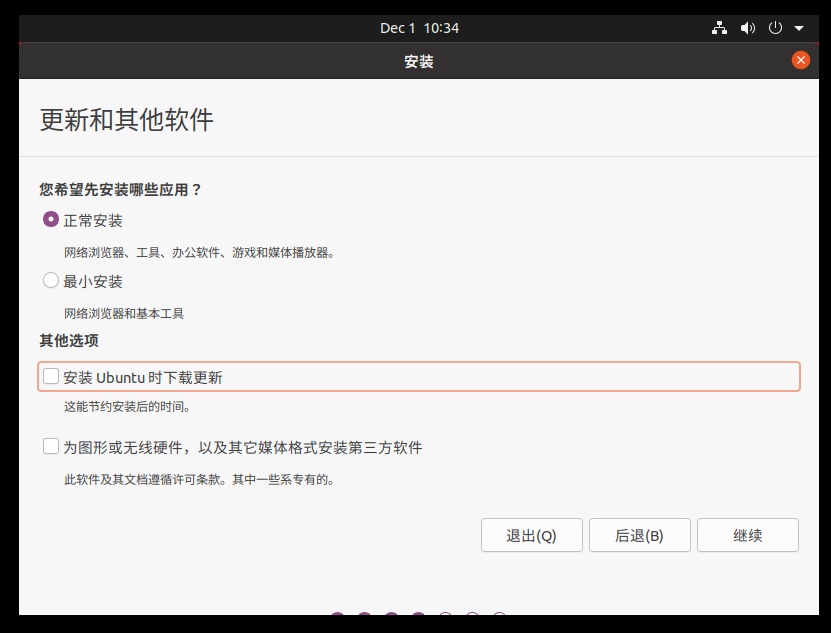 Dec 1 10:34
安装
更新和其他软件
您希望先安装哪些应用？
正常安装
网络浏览器、工具、办公软件、游戏和媒体播放器。
最小安装
网络浏览器和基本工具
其他选项
安装 Ubuntu 时下载更新
这能节约安装后的时间。
为图形或无线硬件，以及其它媒体格式安装第三方软件
此软件及其文档遵循许可条款。其中一些系专有的。
退出(Q) 后退(B) 继续